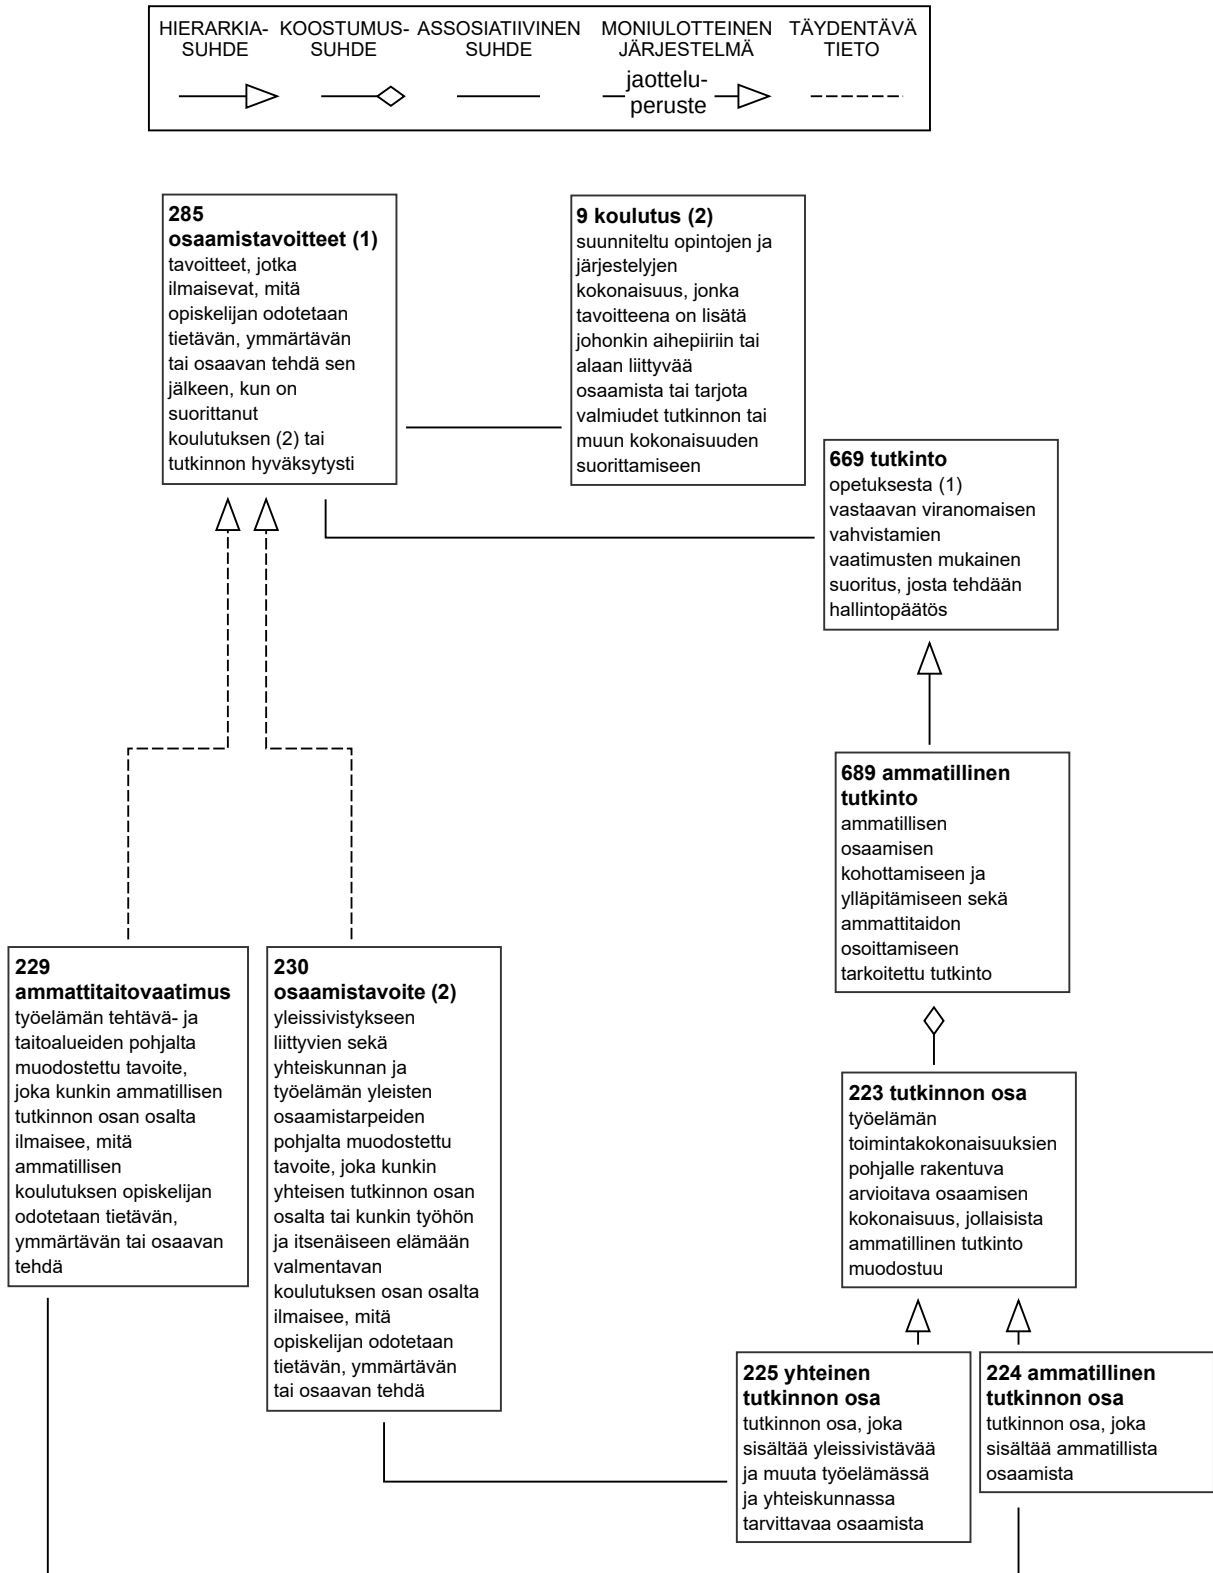 HIERARKIA-
SUHDE
KOOSTUMUS-
SUHDE
ASSOSIATIIVINEN
SUHDE
MONIULOTTEINEN
JÄRJESTELMÄ
jaottelu-
peruste
TÄYDENTÄVÄ
TIETO
285
osaamistavoitteet (1)
tavoitteet, jotka
ilmaisevat, mitä
opiskelijan odotetaan
tietävän, ymmärtävän
tai osaavan tehdä sen
jälkeen, kun on
suorittanut
koulutuksen (2) tai
tutkinnon hyväksytysti
9 koulutus (2)
suunniteltu opintojen ja
järjestelyjen
kokonaisuus, jonka
tavoitteena on lisätä
johonkin aihepiiriin tai
alaan liittyvää
osaamista tai tarjota
valmiudet tutkinnon tai
muun kokonaisuuden
suorittamiseen
669 tutkinto
opetuksesta (1)
vastaavan viranomaisen
vahvistamien
vaatimusten mukainen
suoritus, josta tehdään
hallintopäätös
689 ammatillinen
tutkinto
ammatillisen
osaamisen
kohottamiseen ja
ylläpitämiseen sekä
ammattitaidon
osoittamiseen
tarkoitettu tutkinto
229
ammattitaitovaatimus
työelämän tehtävä- ja
taitoalueiden pohjalta
muodostettu tavoite,
joka kunkin ammatillisen
tutkinnon osan osalta
ilmaisee, mitä
ammatillisen
koulutuksen opiskelijan
odotetaan tietävän,
ymmärtävän tai osaavan
tehdä
230
osaamistavoite (2)
yleissivistykseen
liittyvien sekä
yhteiskunnan ja
työelämän yleisten
osaamistarpeiden
pohjalta muodostettu
tavoite, joka kunkin
yhteisen tutkinnon osan
osalta tai kunkin työhön
ja itsenäiseen elämään
valmentavan
koulutuksen osan osalta
ilmaisee, mitä
opiskelijan odotetaan
tietävän, ymmärtävän
tai osaavan tehdä
223 tutkinnon osa
työelämän
toimintakokonaisuuksien
pohjalle rakentuva
arvioitava osaamisen
kokonaisuus, jollaisista
ammatillinen tutkinto
muodostuu
225 yhteinen
tutkinnon osa
tutkinnon osa, joka
sisältää yleissivistävää
ja muuta työelämässä
ja yhteiskunnassa
tarvittavaa osaamista
224 ammatillinen
tutkinnon osa
tutkinnon osa, joka
sisältää ammatillista
osaamista